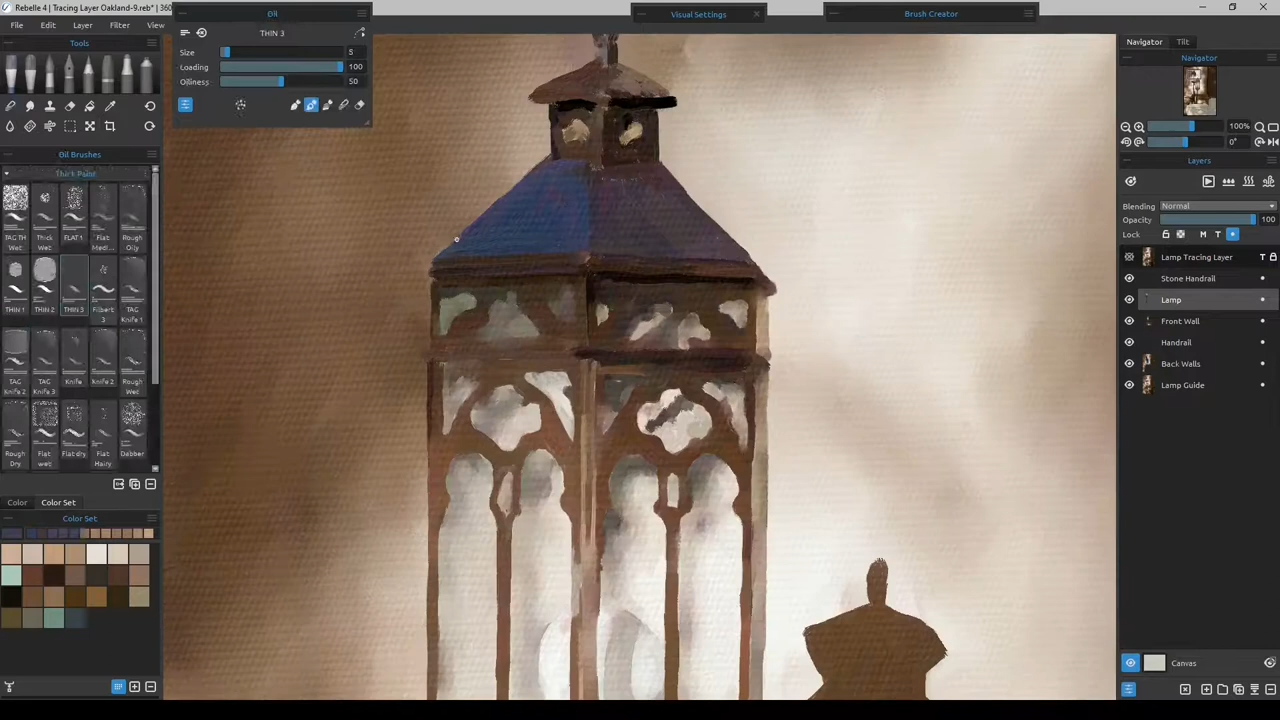 Rebelle 4 | Tracing Layer Oakland-9.reb* | 360
File Edit Layer Filter View
Tools
Oil
THIN 3
Size 5
Loading 100
Oiliness 50
Visual Settings
Brush Creator
Oil Brushes
Thick Paint
TAG TH Wet
Thick Wet
FLAT 1
Flat Medi...
Rough Oily
THIN 1
THIN 2
THIN 3
Filbert 3
TAG Knife 1
TAG Knife 2
TAG Knife 3
Knife
Knife 2
Rough Wet
Rough Dry
Flat wet
Flat dry
Flat Hairy
Dabber
Color Color Set
Color Set
Navigator Tilt
Navigator
100%
0°
Layers
Blending Normal
Opacity 100
Lock M T
Lamp Tracing Layer T
Stone Handrail
Lamp
Front Wall
Handrail
Back Walls
Lamp Guide
Canvas